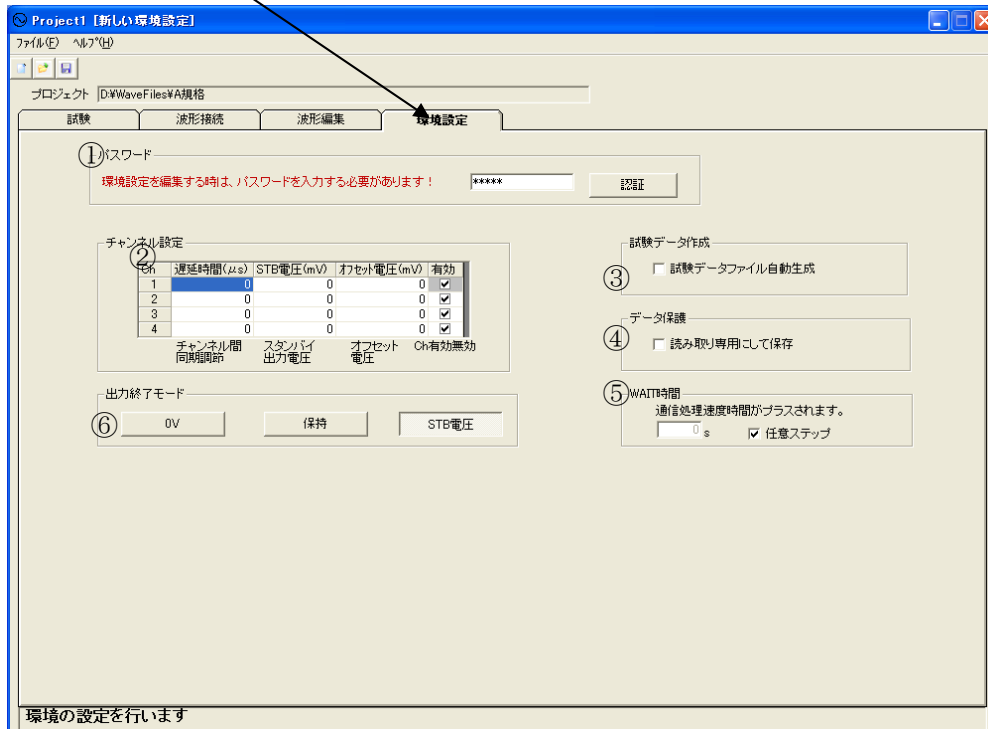 Project1 [新しい環境設定]
ファイル(F) ヘルプ(H)
プロジェクト D:¥WaveFiles¥A規格
試験 波形接続 波形編集 環境設定
①パスワード
環境設定を編集する時は、パスワードを入力する必要があります! ***** 認証
チャンネル設定
②
Ch 遅延時間(μs) STB電圧(mV) オフセット電圧(mV) 有効
1 0 0 0
2 0 0 0
3 0 0 0
4 0 0 0
チャンネル間 スタンバイ オフセット Ch有効無効
同期調節 出力電圧 電圧
出力終了モード
⑥ 0V 保持 STB電圧
試験データ作成
③ 試験データファイル自動生成
データ保護
④ 読み取り専用にして保存
⑤WAIT時間
通信処理速度時間がプラスされます。
0 s 任意ステップ
環境の設定を行います